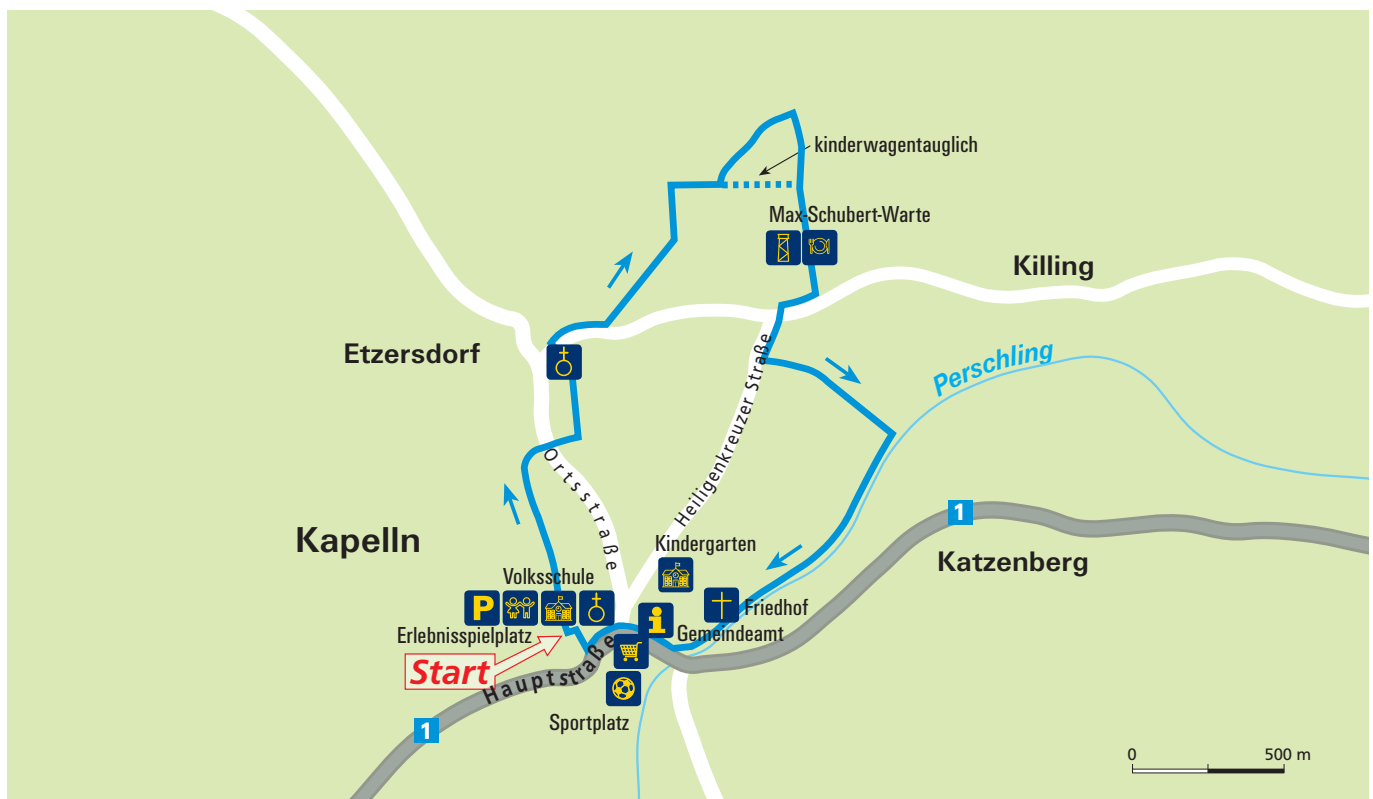 kinderwagentauglich
Max-Schubert-Warte
Killing
Etzersdorf
Perschling
Heiligenkreuzer Straße
Ortsstraße
1
Kapelln
Kindergarten
Katzenberg
Volksschule
P
Friedhof
i
Erlebnisspielplatz
Gemeindeamt
Start
Hauptstraße
Sportplatz
1
0 500 m